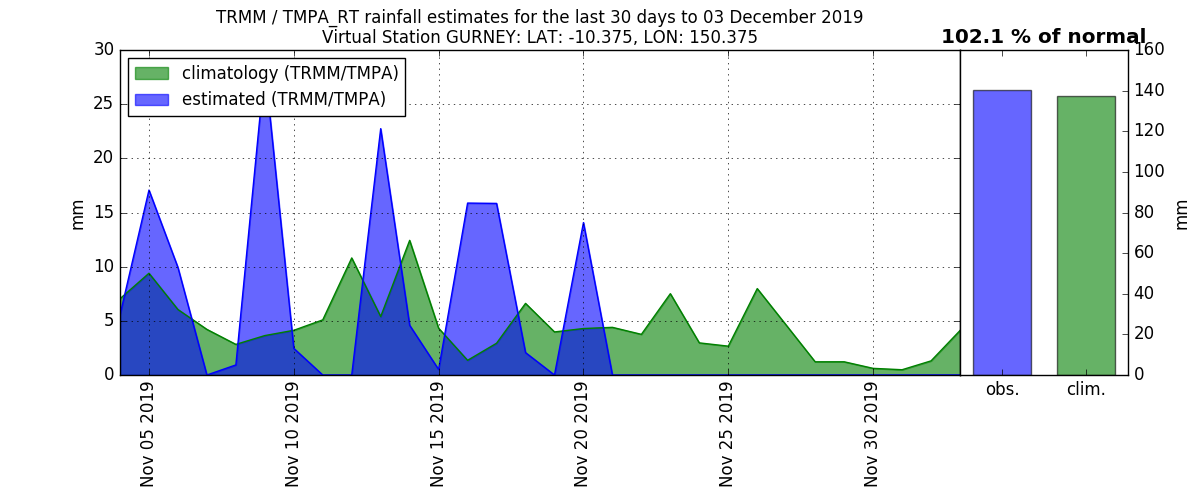 TRMM / TMPA_RT rainfall estimates for the last 30 days to 03 December 2019
Virtual Station GURNEY: LAT: -10.375, LON: 150.375
102.1 % of normal
climatology (TRMM/TMPA)
estimated (TRMM/TMPA)
30
25
20
15
10
5
0
mm
160
140
120
100
80
60
40
20
0
mm
Nov 05 2019
Nov 10 2019
Nov 15 2019
Nov 20 2019
Nov 25 2019
Nov 30 2019
obs.
clim.